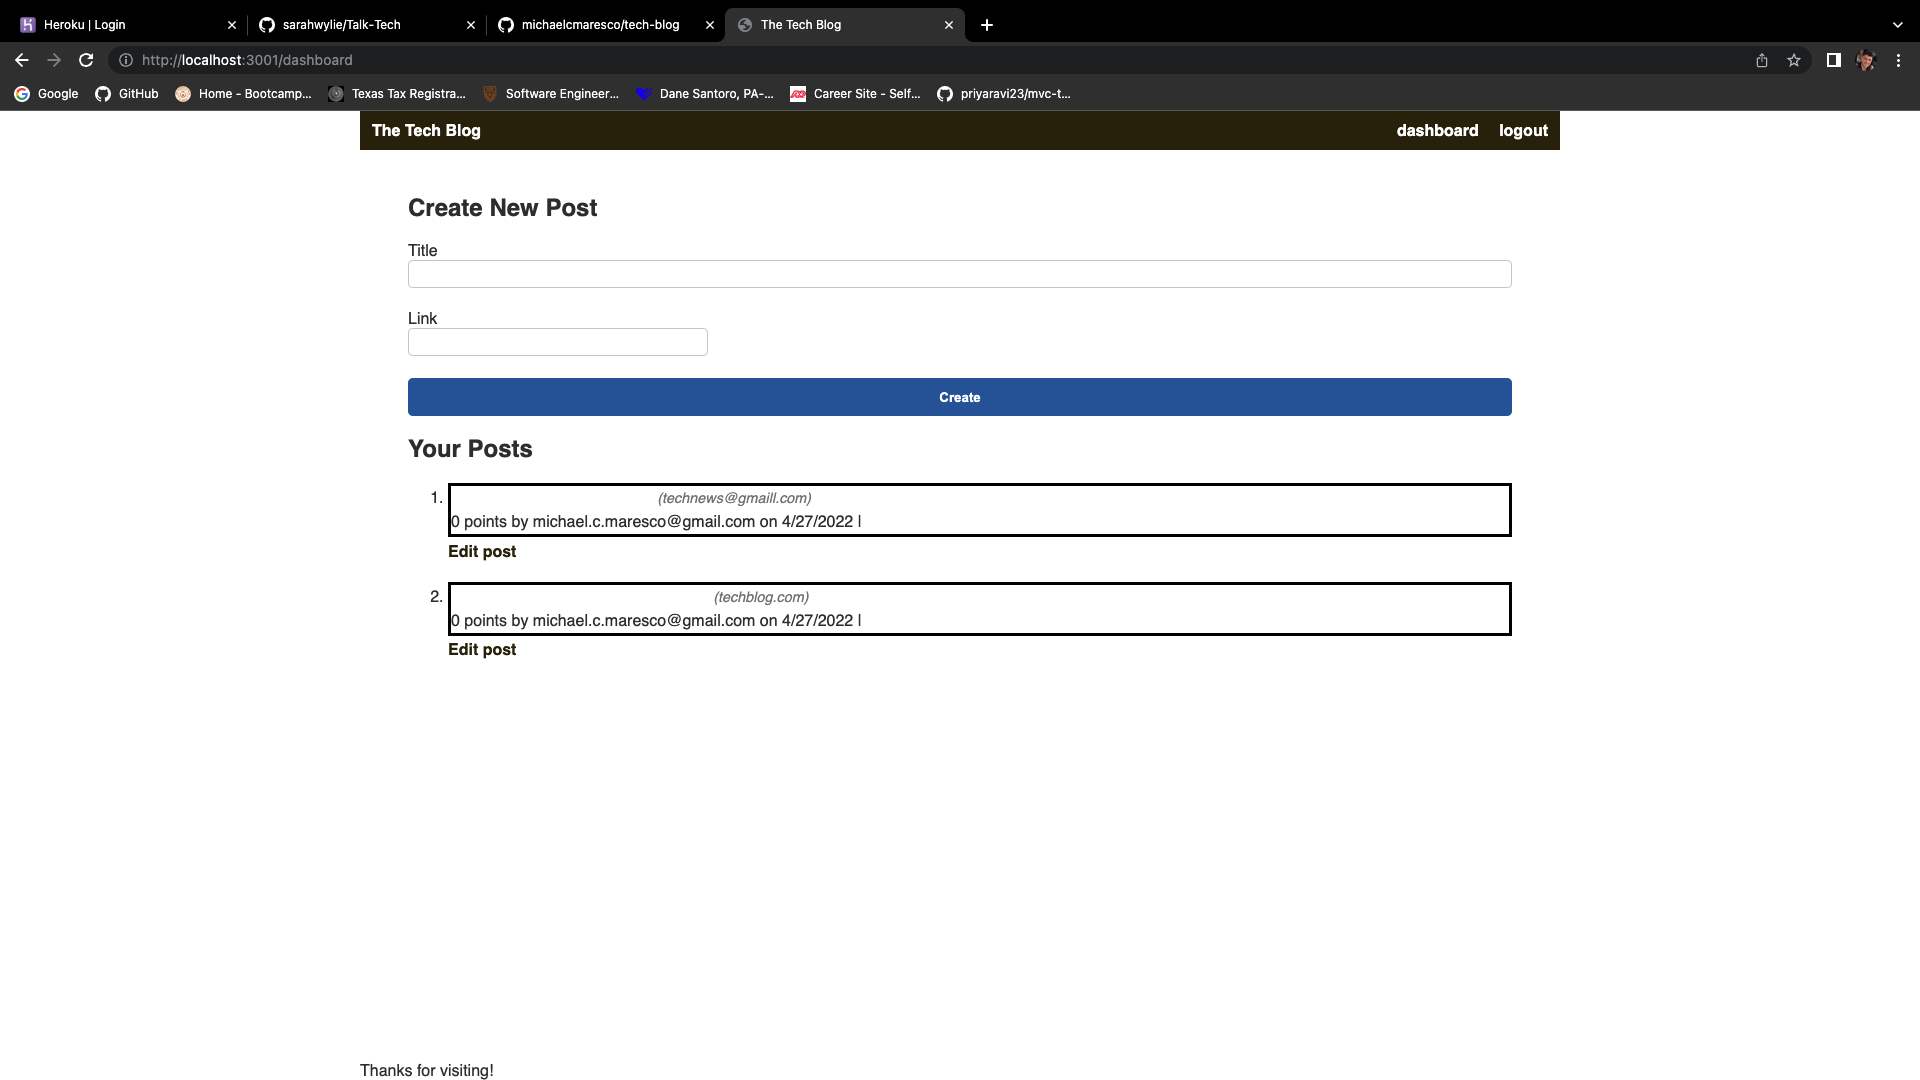 Heroku | Login
sarahwylie/Talk-Tech
michaelcmaresco/tech-blog
The Tech Blog
http://localhost:3001/dashboard
Google
GitHub
Home - Bootcamp...
Texas Tax Registra...
Software Engineer...
Dane Santoro, PA-...
Career Site - Self...
priyaravi23/mvc-t...
The Tech Blog
dashboard
logout
Create New Post
Title
Link
Create
Your Posts
1. (technews@gmaill.com)
0 points by michael.c.maresco@gmail.com on 4/27/2022 |
Edit post
2. (techblog.com)
0 points by michael.c.maresco@gmail.com on 4/27/2022 |
Edit post
Thanks for visiting!